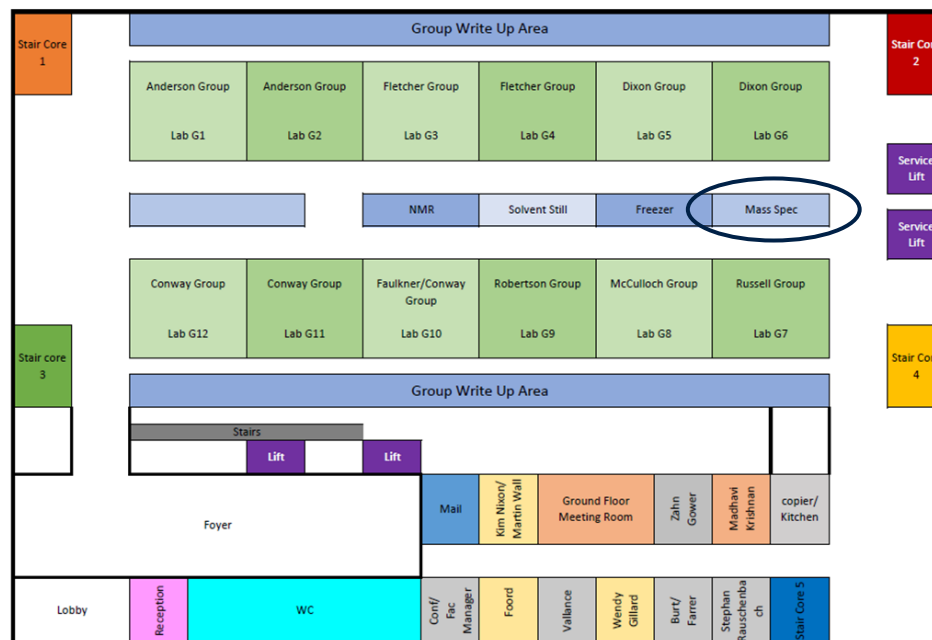 Group Write Up Area
Stair Core
1
Stair Cor
2
Anderson Group
Lab G1
Anderson Group
Lab G2
Fletcher Group
Lab G3
Fletcher Group
Lab G4
Dixon Group
Lab G5
Dixon Group
Lab G6
Service
Lift
NMR
Solvent Still
Freezer
Mass Spec
Service
Lift
Conway Group
Lab G12
Conway Group
Lab G11
Faulkner/Conway
Group
Lab G10
Robertson Group
Lab G9
McCulloch Group
Lab G8
Russell Group
Lab G7
Stair core
3
Stair Cor
4
Group Write Up Area
Stairs
Lift
Lift
Foyer
Mail
Kim Nixon/
Martin Wall
Ground Floor
Meeting Room
Zahn
Gower
Madhavi
Krishnan
copier/
Kitchen
Lobby
Reception
WC
Conf/
Fac
Manager
Foord
Vallance
Wendy
Gillard
Burt/
Farrer
Stephan
Rauschenba
ch
Stair Core 5